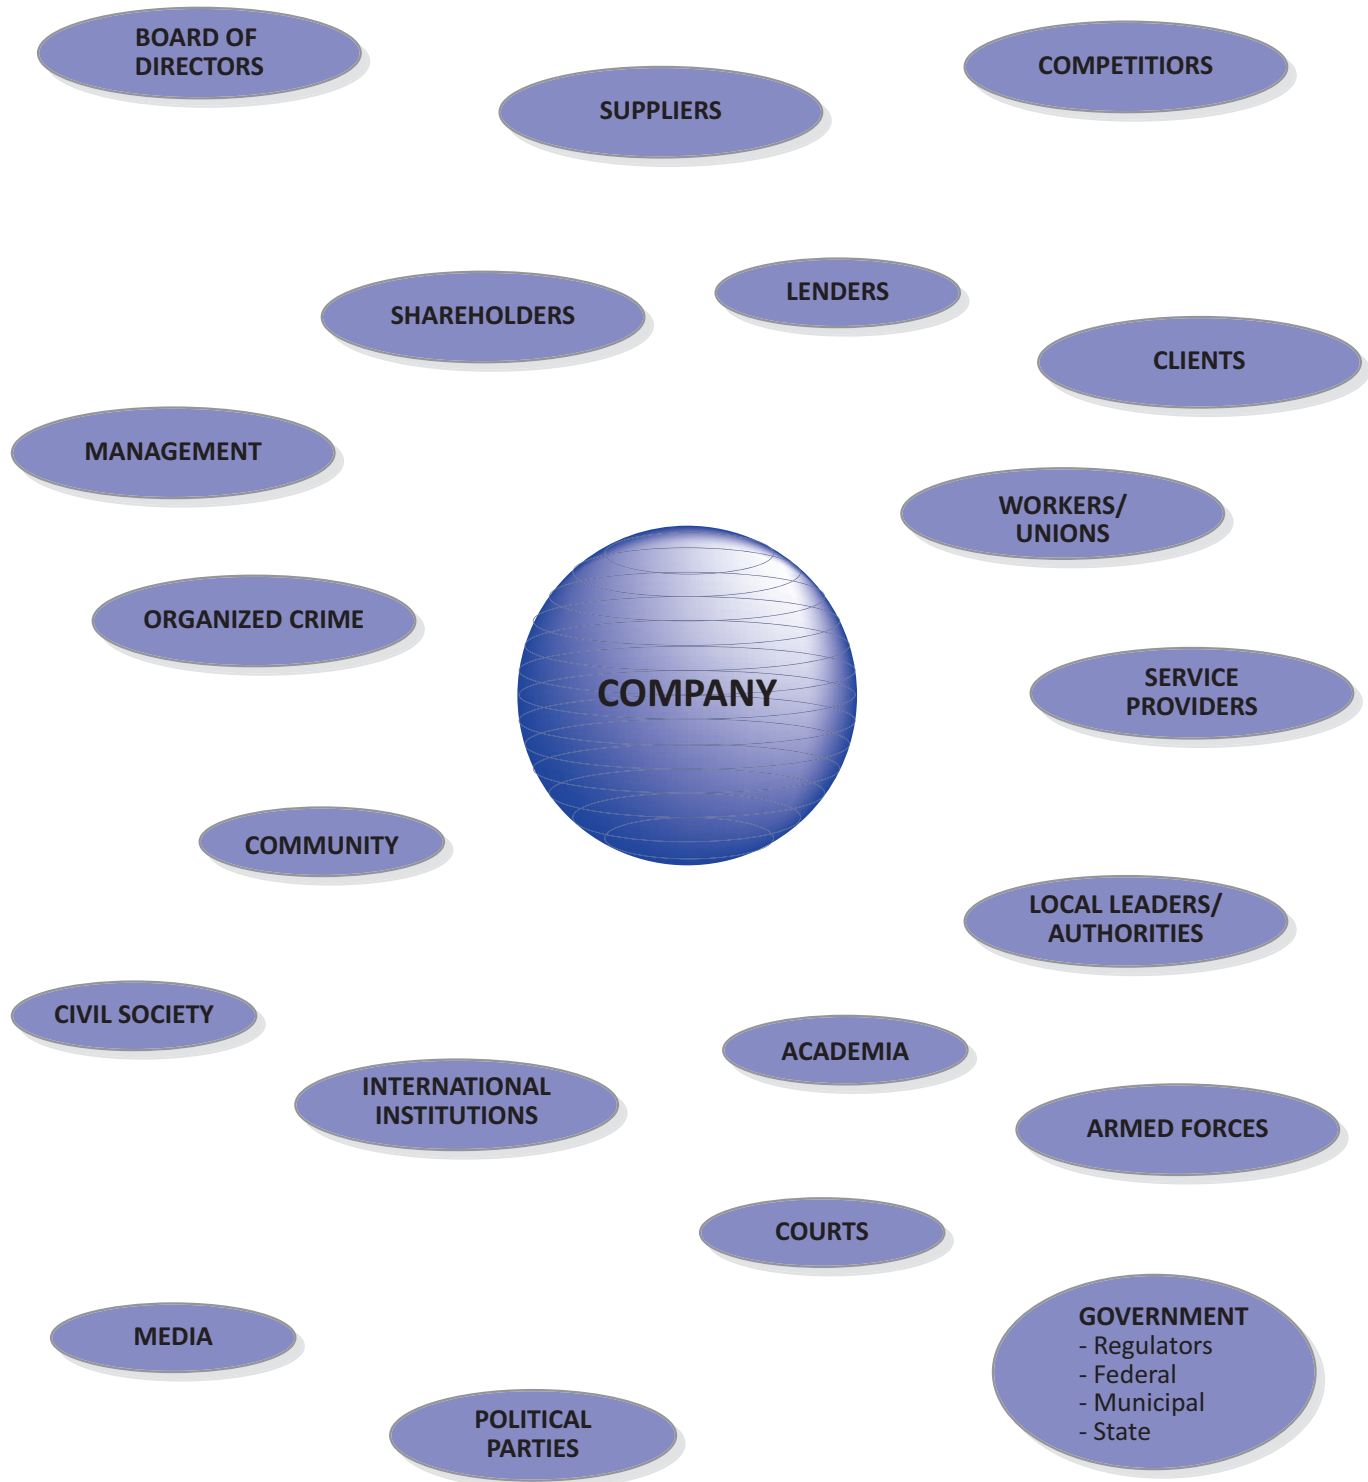 BOARD OF
DIRECTORS
COMPETITIORS
SUPPLIERS
LENDERS
SHAREHOLDERS
CLIENTS
MANAGEMENT
WORKERS/
UNIONS
ORGANIZED CRIME
COMPANY
SERVICE
PROVIDERS
COMMUNITY
LOCAL LEADERS/
AUTHORITIES
CIVIL SOCIETY
ACADEMIA
INTERNATIONAL
INSTITUTIONS
ARMED FORCES
COURTS
MEDIA
GOVERNMENT
- Regulators
- Federal
- Municipal
- State
POLITICAL
PARTIES